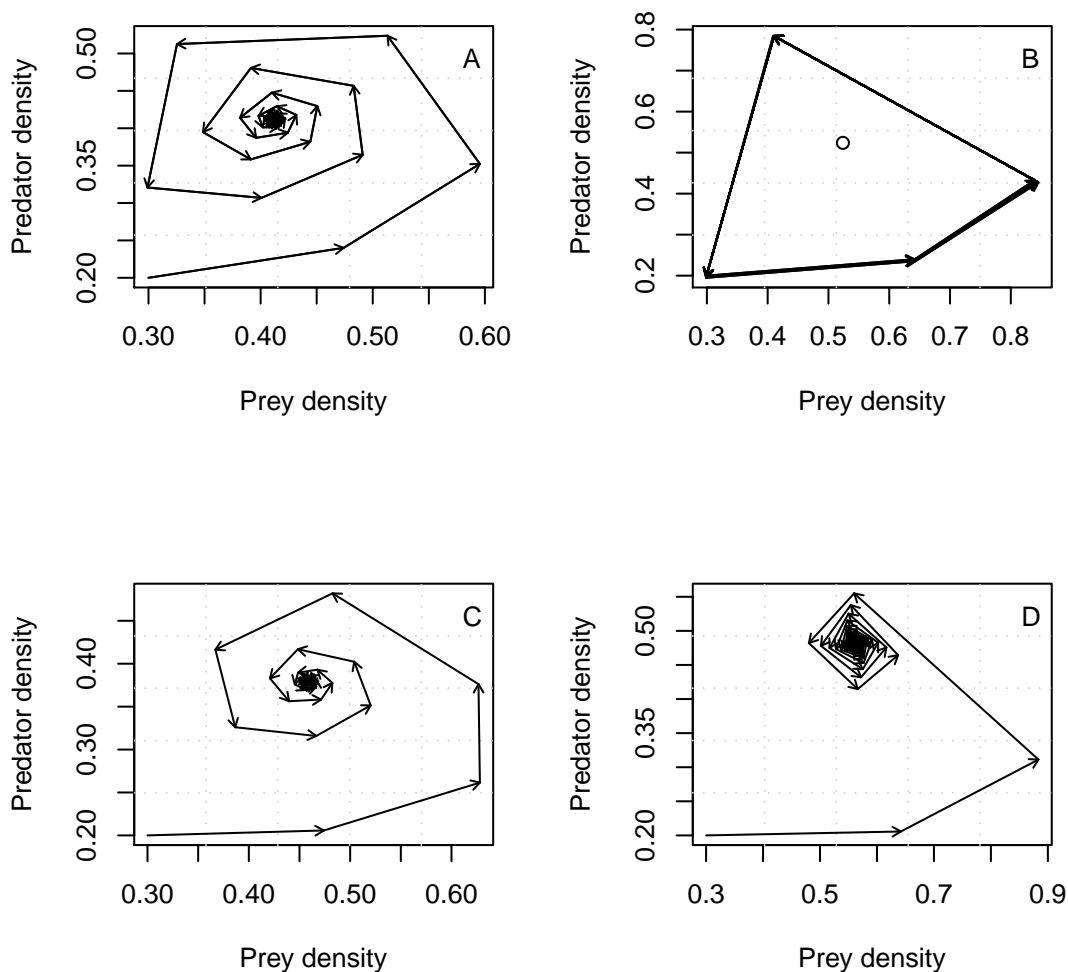 A
Predator density
0.20 0.35 0.50
0.30 0.40 0.50 0.60
Prey density
B
Predator density
0.2 0.4 0.6 0.8
0.3 0.4 0.5 0.6 0.7 0.8
Prey density
C
Predator density
0.20 0.30 0.40
0.30 0.40 0.50 0.60
Prey density
D
Predator density
0.20 0.35 0.50
0.3 0.5 0.7 0.9
Prey density